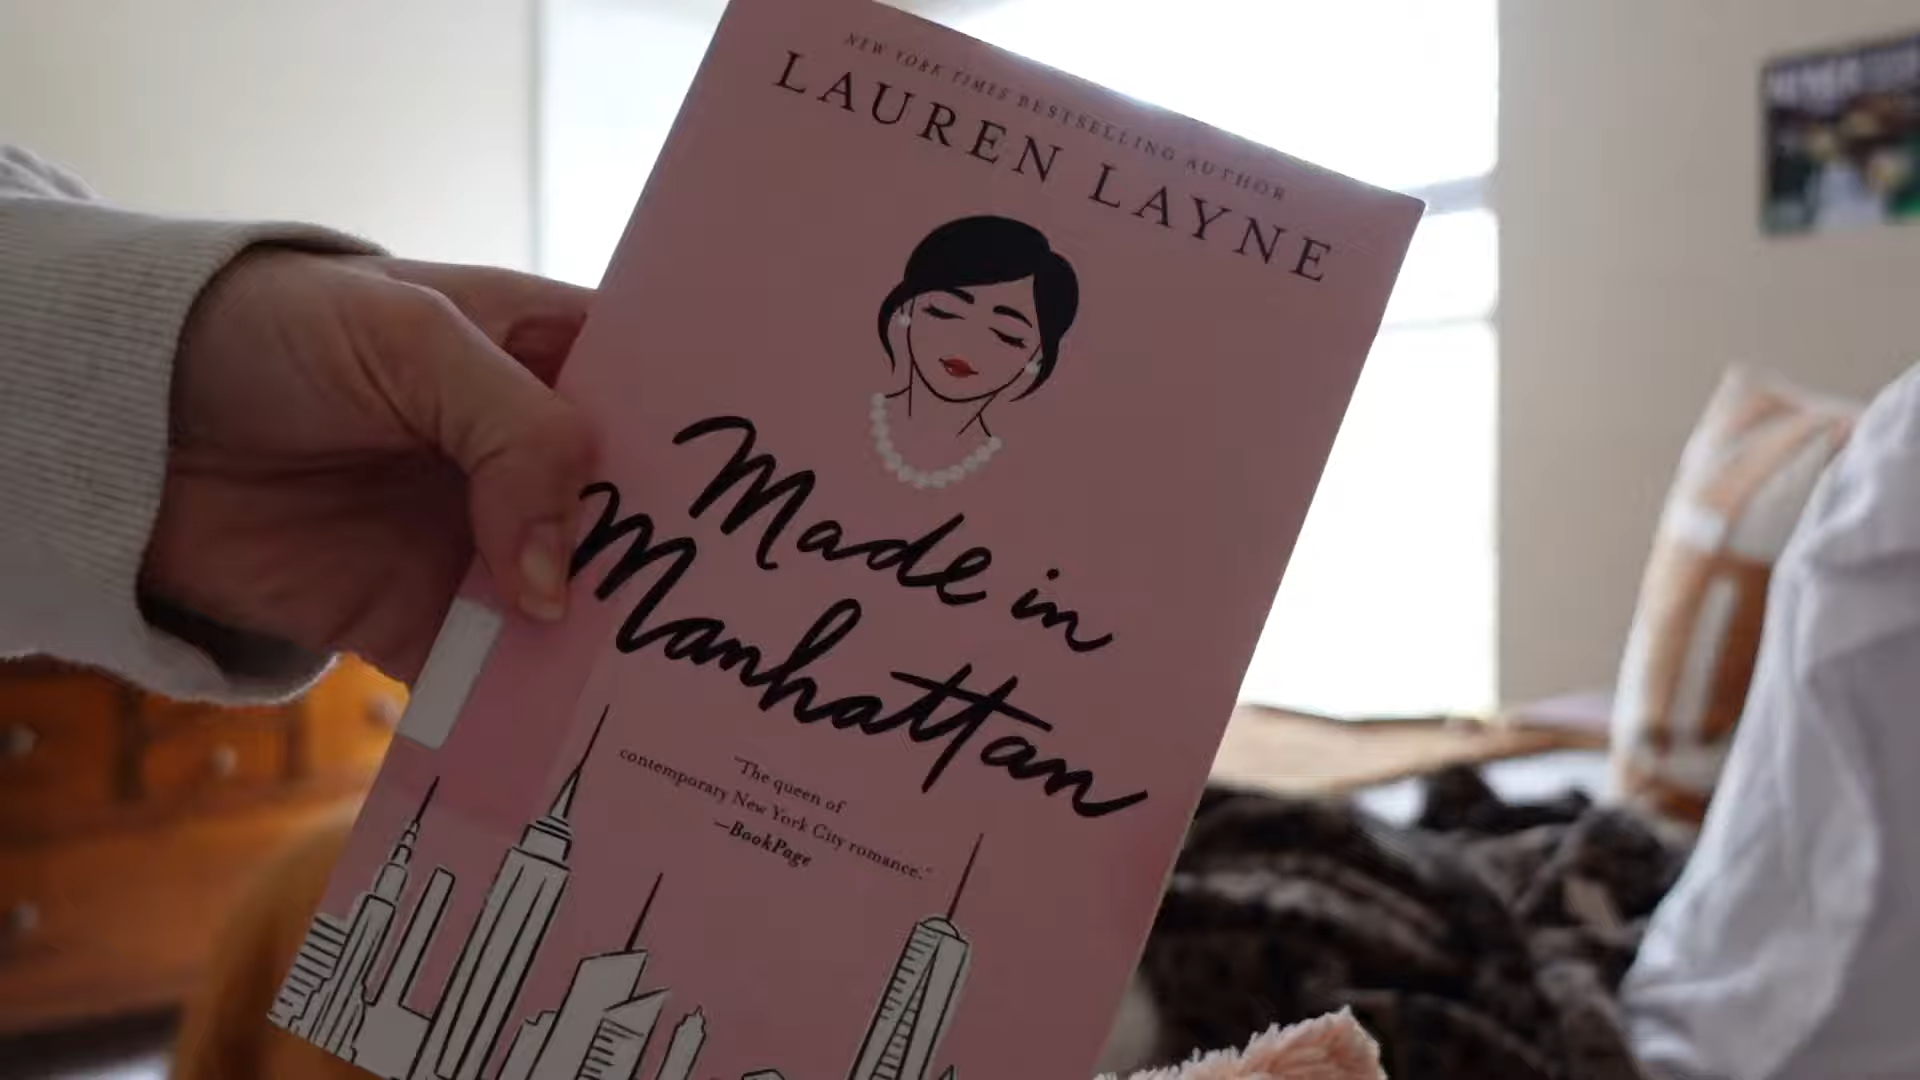 NEW YORK TIMES BESTSELLING AUTHOR
LAUREN LAYNE
Made in
Manhattan
"The queen of
contemporary New York City romance."
—BookPage